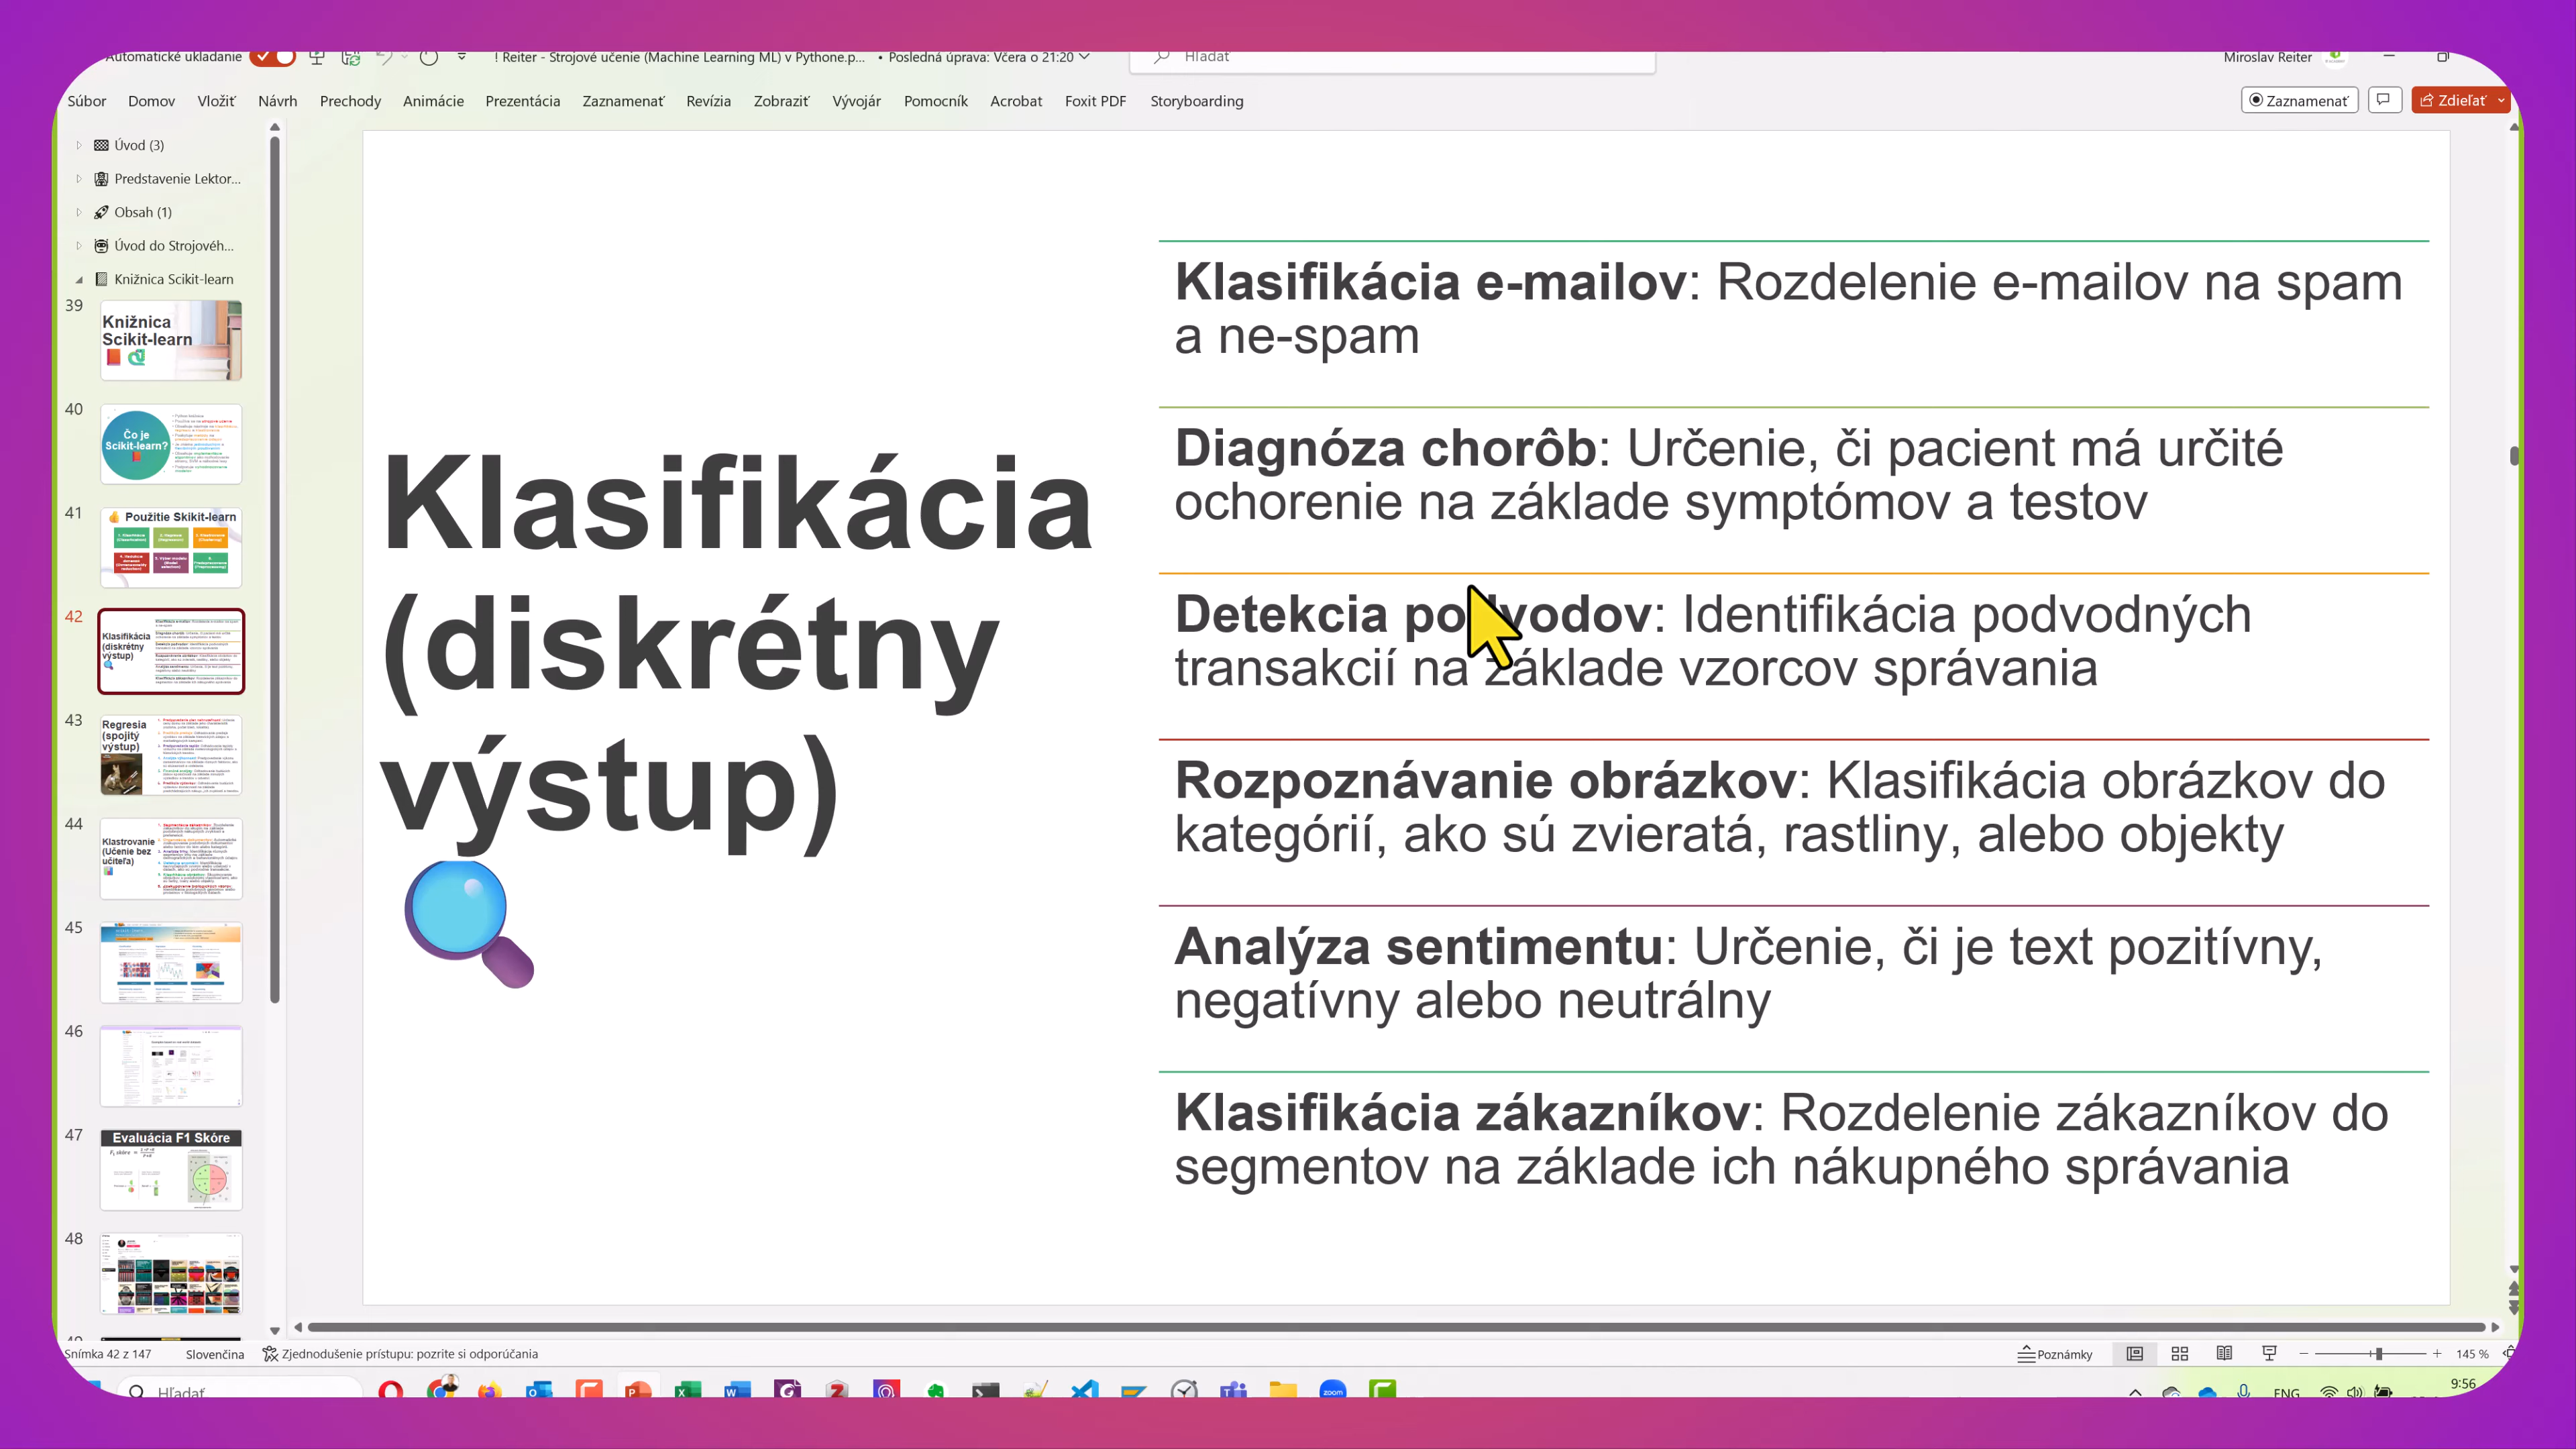 Automatické ukladanie
! Reiter - Strojové učenie (Machine Learning ML) v Pythone.p... • Posledná úprava: Včera o 21:20
Hľadať
Miroslav Reiter
Súbor Domov Vložiť Návrh Prechody Animácie Prezentácia Zaznamenať Revízia Zobraziť Vývojár Pomocník Acrobat Foxit PDF Storyboarding
Zaznamenať
Zdieľať
Úvod (3)
Predstavenie Lektor...
Obsah (1)
Úvod do Strojovéh...
Knižnica Scikit-learn
39
Knižnica
Scikit-learn
40
Čo je
Scikit-learn?
41
Použitie Skikit-learn
42
Klasifikácia
(diskrétny
výstup)
43
Regresia
(spojitý
výstup)
44
Klastrovanie
(Učenie bez
učiteľa)
45
46
47
Evaluácia F1 Skóre
48
Klasifikácia
(diskrétny
výstup)
Klasifikácia e-mailov: Rozdelenie e-mailov na spam
a ne-spam
Diagnóza chorôb: Určenie, či pacient má určité
ochorenie na základe symptómov a testov
Detekcia podvodov: Identifikácia podvodných
transakcií na základe vzorcov správania
Rozpoznávanie obrázkov: Klasifikácia obrázkov do
kategórií, ako sú zvieratá, rastliny, alebo objekty
Analýza sentimentu: Určenie, či je text pozitívny,
negatívny alebo neutrálny
Klasifikácia zákazníkov: Rozdelenie zákazníkov do
segmentov na základe ich nákupného správania
Snímka 42 z 147
Slovenčina
Zjednodušenie prístupu: pozrite si odporúčania
Poznámky
145 %
Hľadať
zoom
ENG
9:56